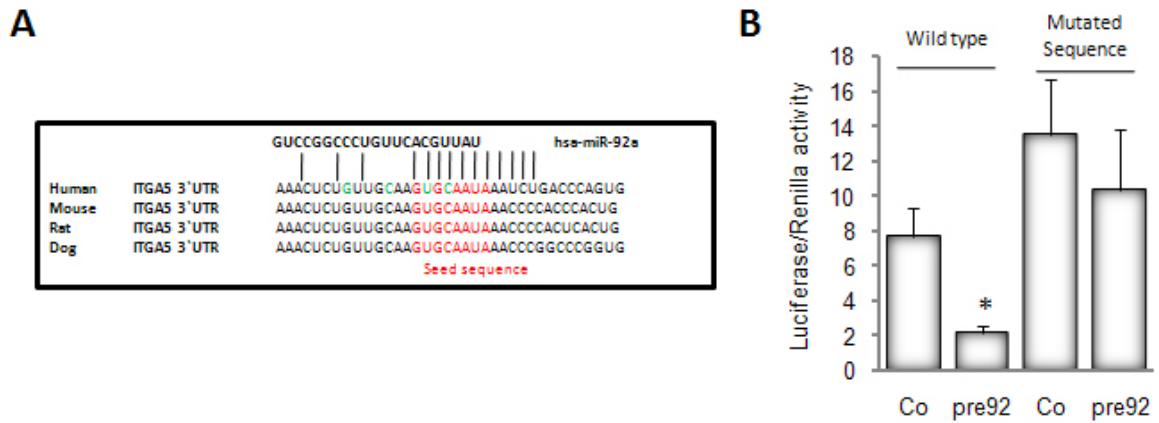 A
GUCCGGCCCUGUUCACGUUAU hsa-miR-92a
Human ITGA5 3`UTR AAACUCUGUUGCAAGUGCAAUAAAUCUGACCCAGUG
Mouse ITGA5 3`UTR AAACUCUGUUGCAAGUGCAAUAAACCCCACCCACUG
Rat ITGA5 3`UTR AAACUCUGUUGCAAGUGCAAUAAACCCCACUCACUG
Dog ITGA5 3`UTR AAACUCUGUUGCAAGUGCAAUAAACCCGGCCCGGUG
Seed sequence
B
Wild type
Mutated
Sequence
Luciferase/Renilla activity
18
16
14
12
10
8
6
4
2
0
*
Co pre92 Co pre92